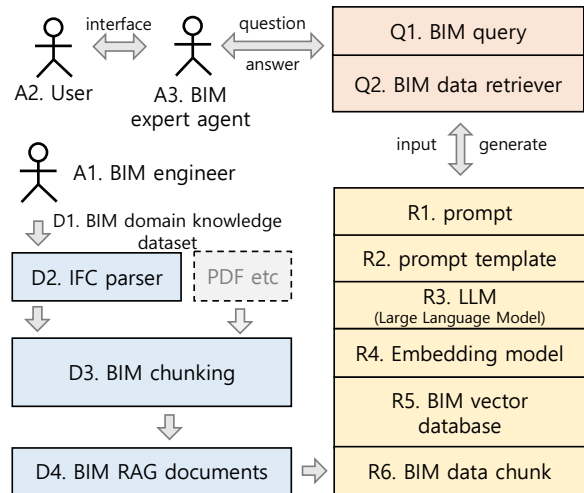 interface
question
answer
A2. User
A3. BIM
expert agent
Q1. BIM query
Q2. BIM data retriever
input
generate
A1. BIM engineer
D1. BIM domain knowledge
dataset
D2. IFC parser
PDF etc
D3. BIM chunking
D4. BIM RAG documents
R1. prompt
R2. prompt template
R3. LLM
(Large Language Model)
R4. Embedding model
R5. BIM vector
database
R6. BIM data chunk